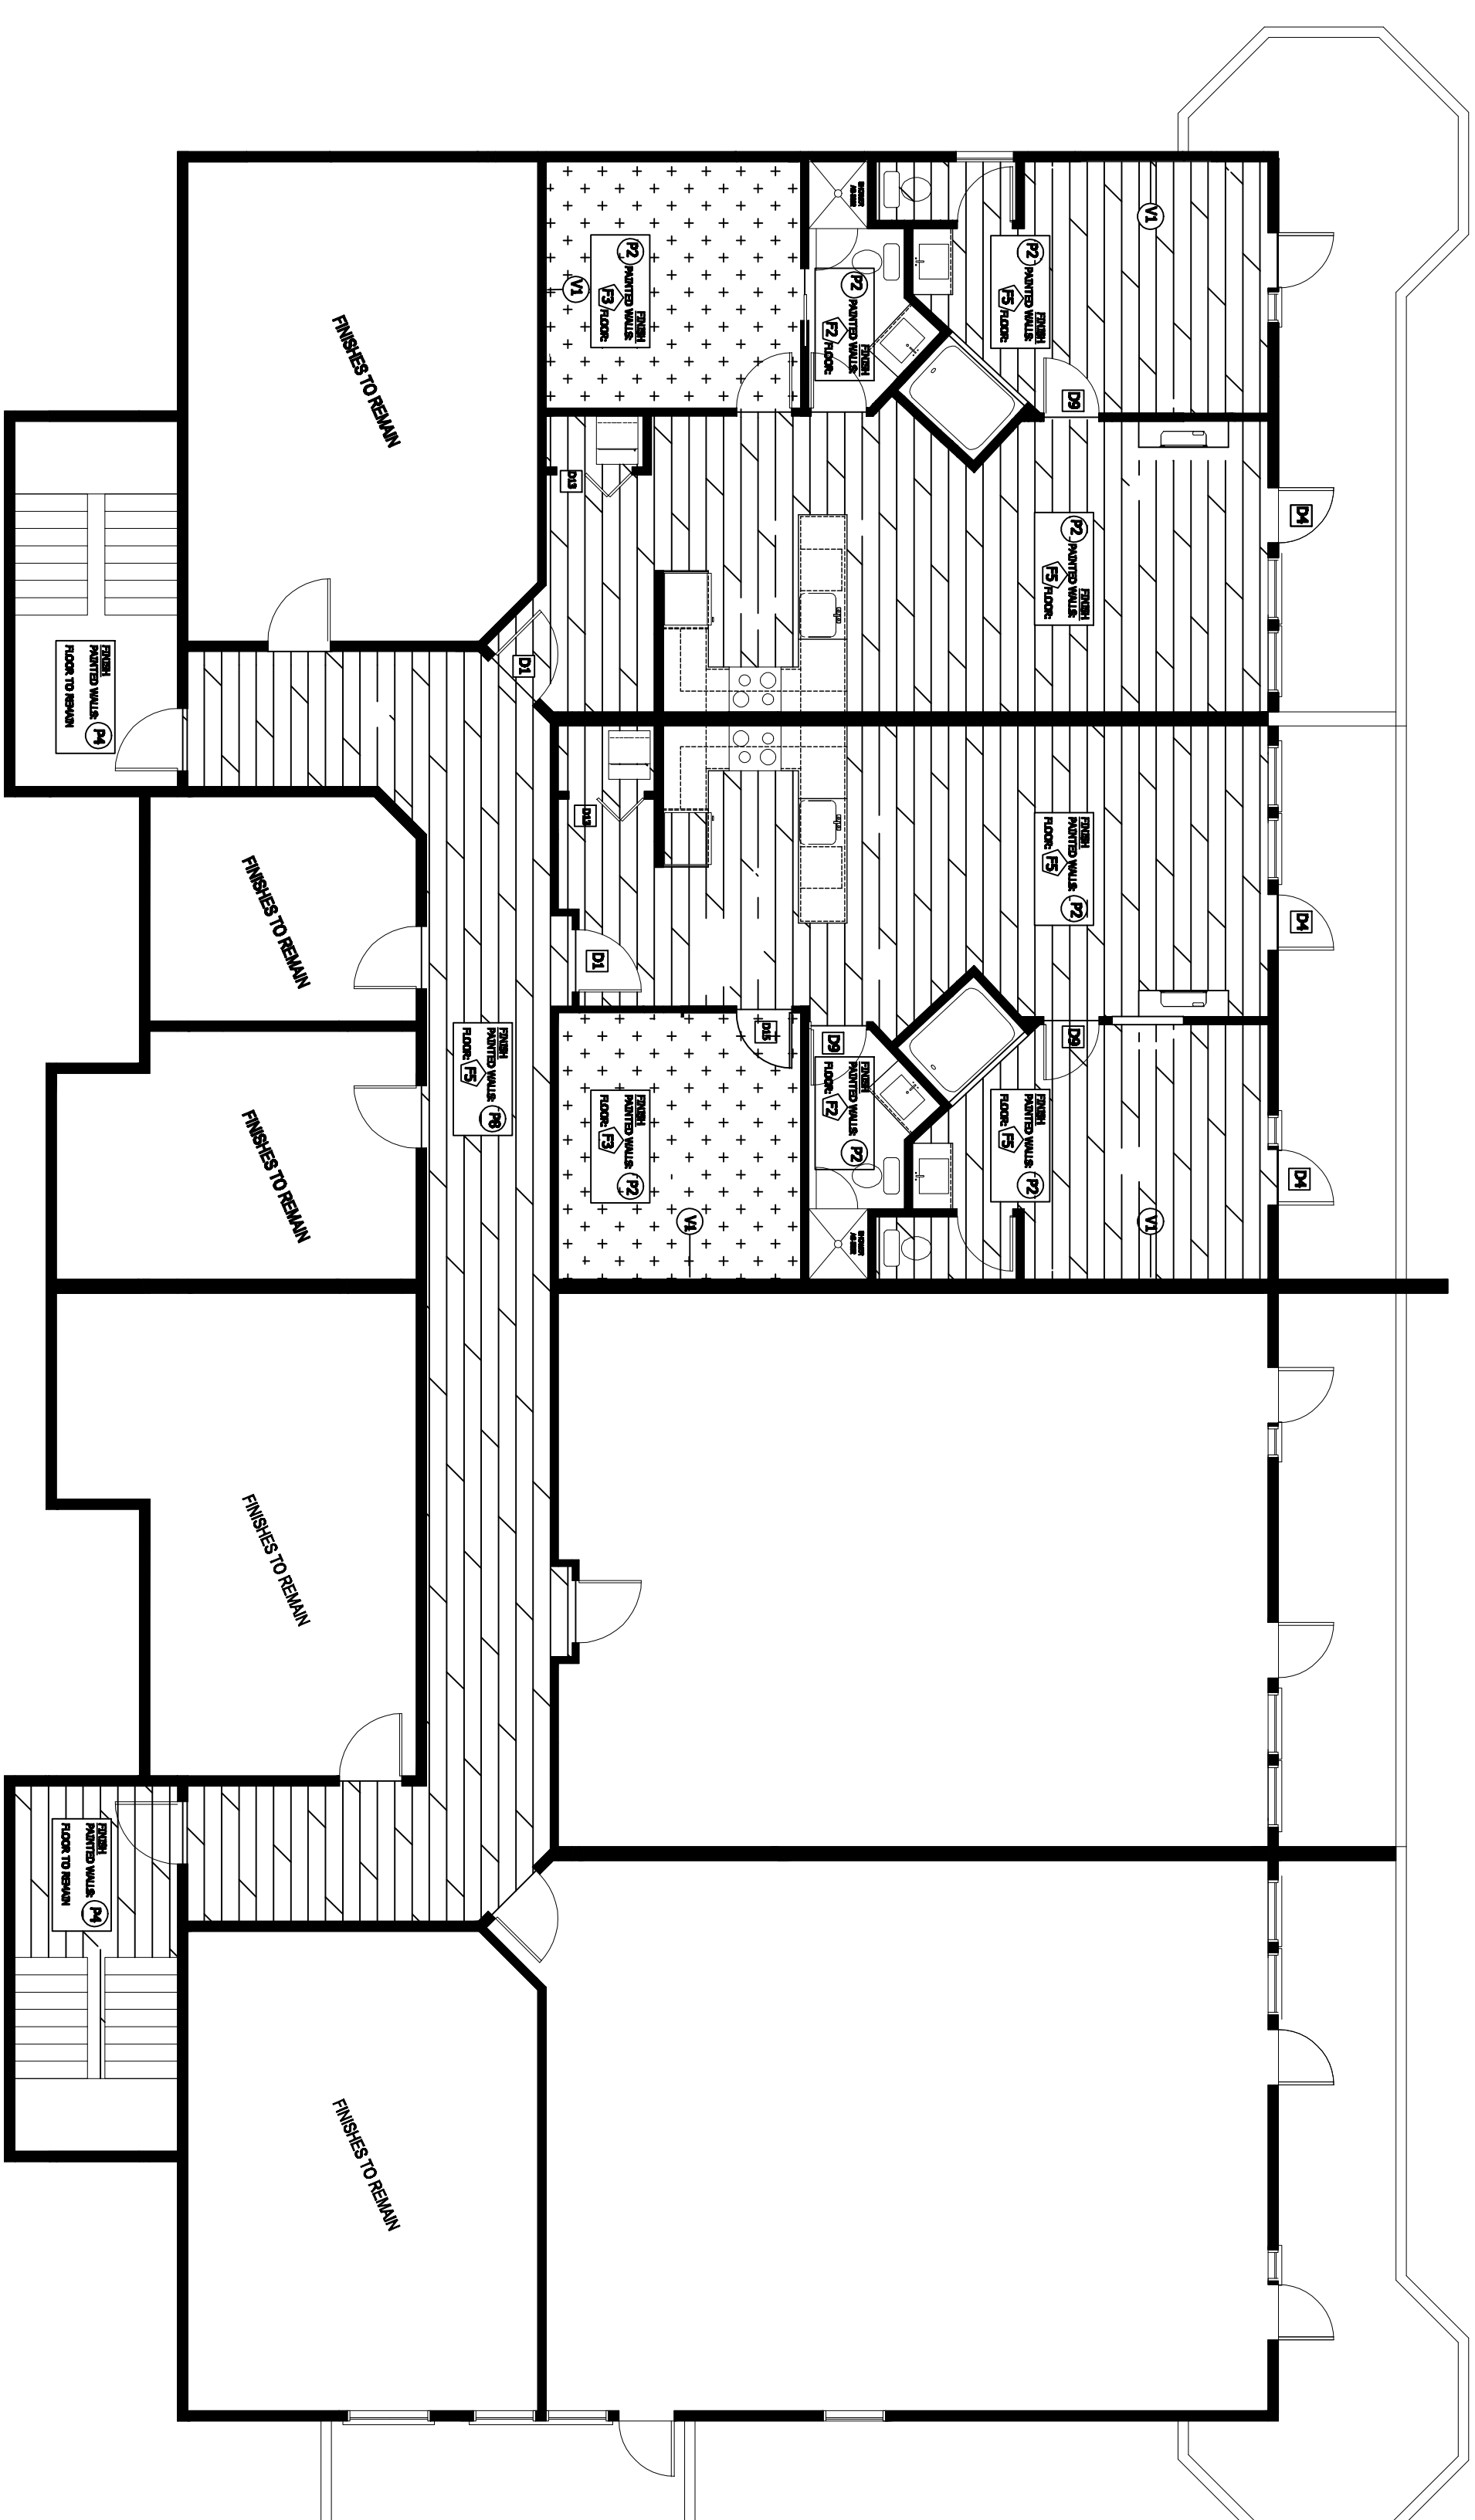 V1
FINISH
PAINTED WALLS: P2
FLOOR: F5
D9
D4
FINISH
PAINTED WALLS: P2
FLOOR: F5
FINISH
PAINTED WALLS: P2
FLOOR: F2
FINISH
PAINTED WALLS: P2
FLOOR: F3
V1
D13
D1
FINISHES TO REMAIN
FINISH
PAINTED WALLS: P4
FLOOR TO REMAIN
D4
FINISH
PAINTED WALLS: P2
FLOOR: F5
D13
D1
FINISHES TO REMAIN
D4
V1
D9
FINISH
PAINTED WALLS: P2
FLOOR: F5
D9
FINISH
PAINTED WALLS: P2
FLOOR: F2
D15
FINISH
PAINTED WALLS: P2
FLOOR: F3
V1
FINISH
PAINTED WALLS: P6
FLOOR: F5
FINISHES TO REMAIN
FINISHES TO REMAIN
FINISH
PAINTED WALLS: P4
FLOOR TO REMAIN
FINISHES TO REMAIN